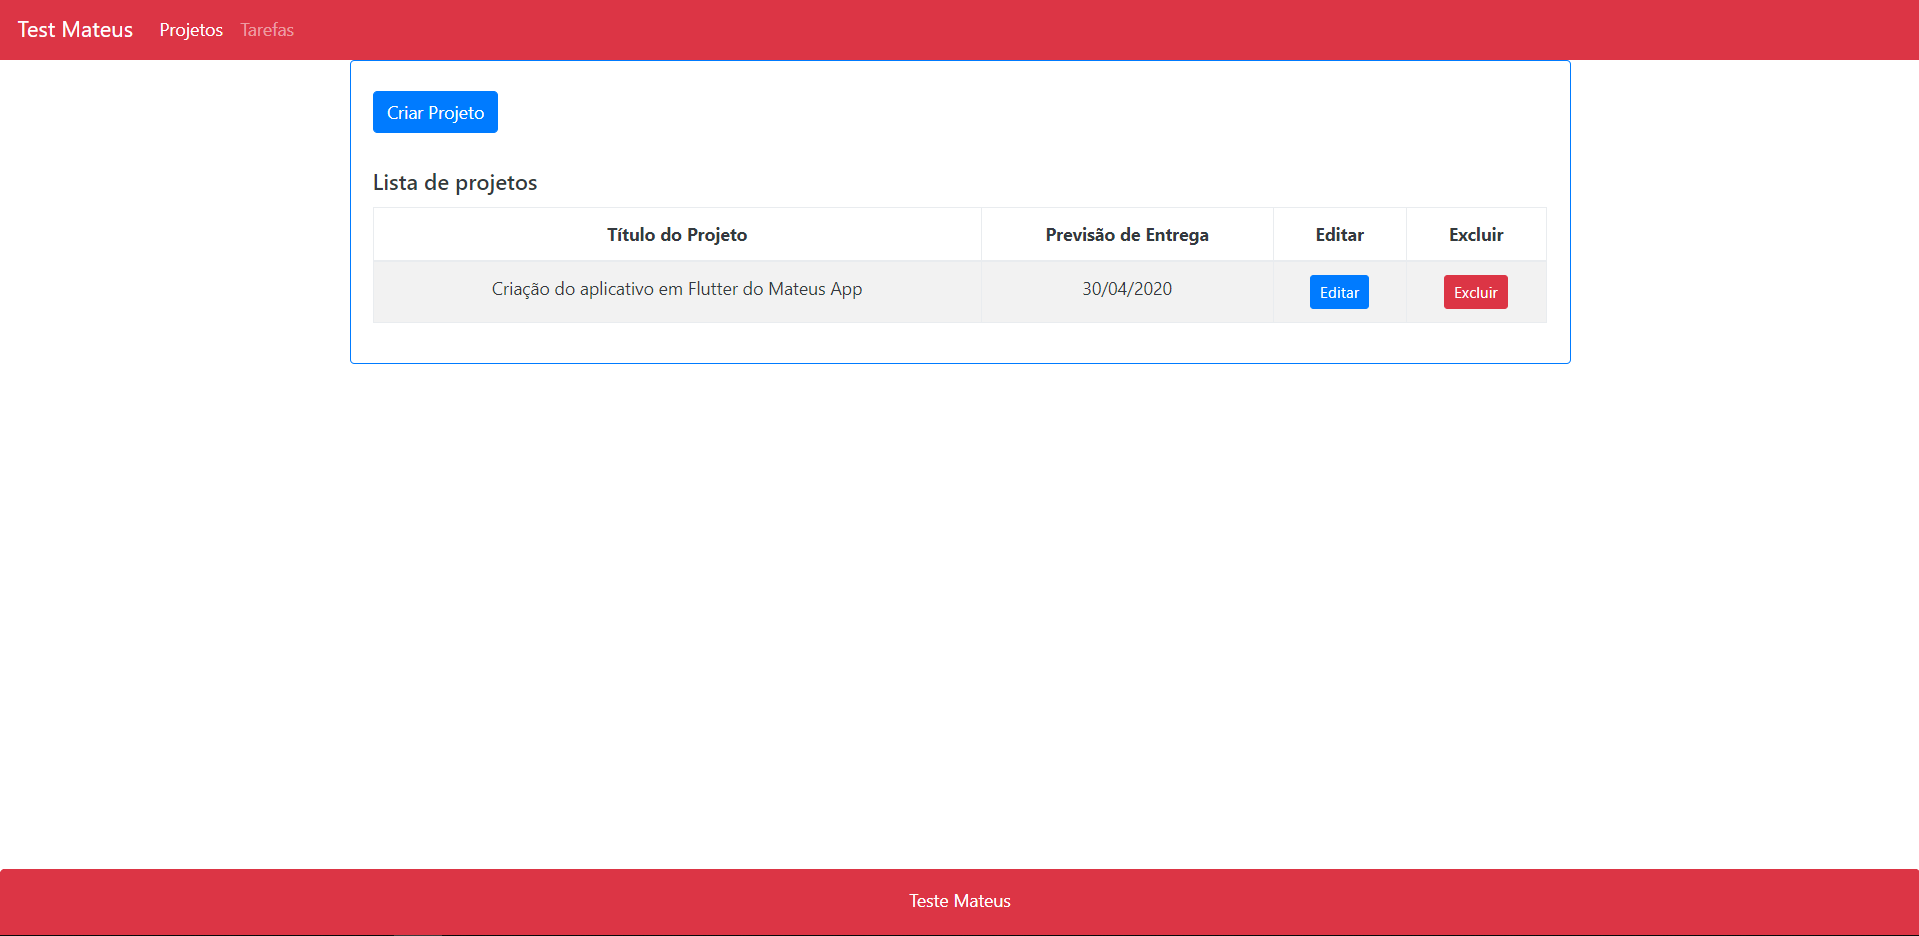 Test Mateus Projetos Tarefas
Criar Projeto
Lista de projetos
Título do Projeto Previsão de Entrega Editar Excluir
Criação do aplicativo em Flutter do Mateus App 30/04/2020 Editar Excluir
Teste Mateus